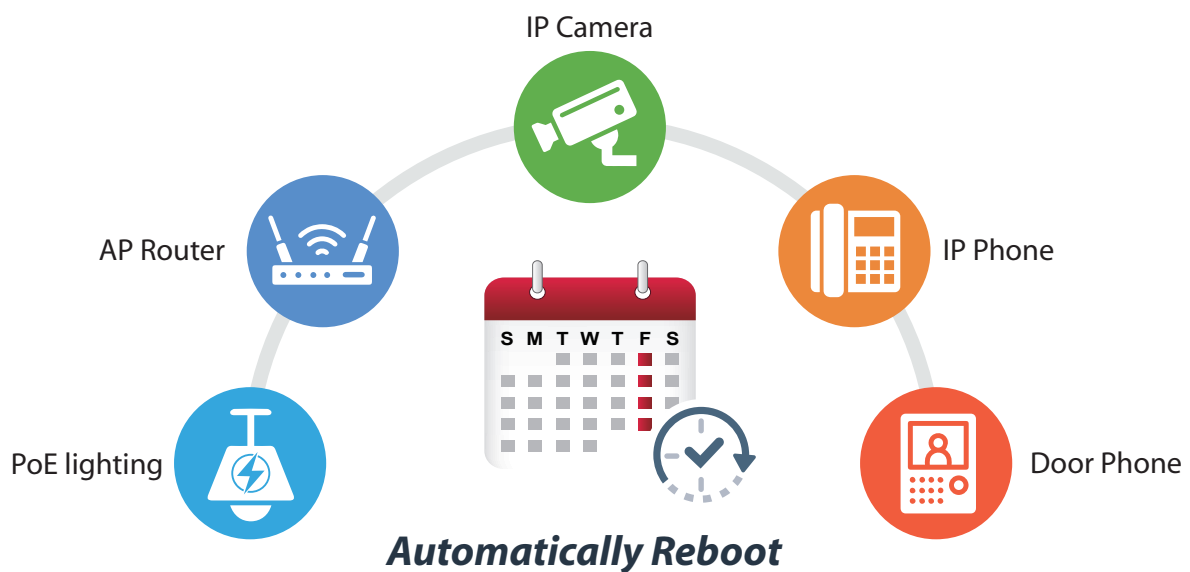 IP Camera
AP Router
IP Phone
S M T W T F S
PoE lighting
Door Phone
Automatically Reboot